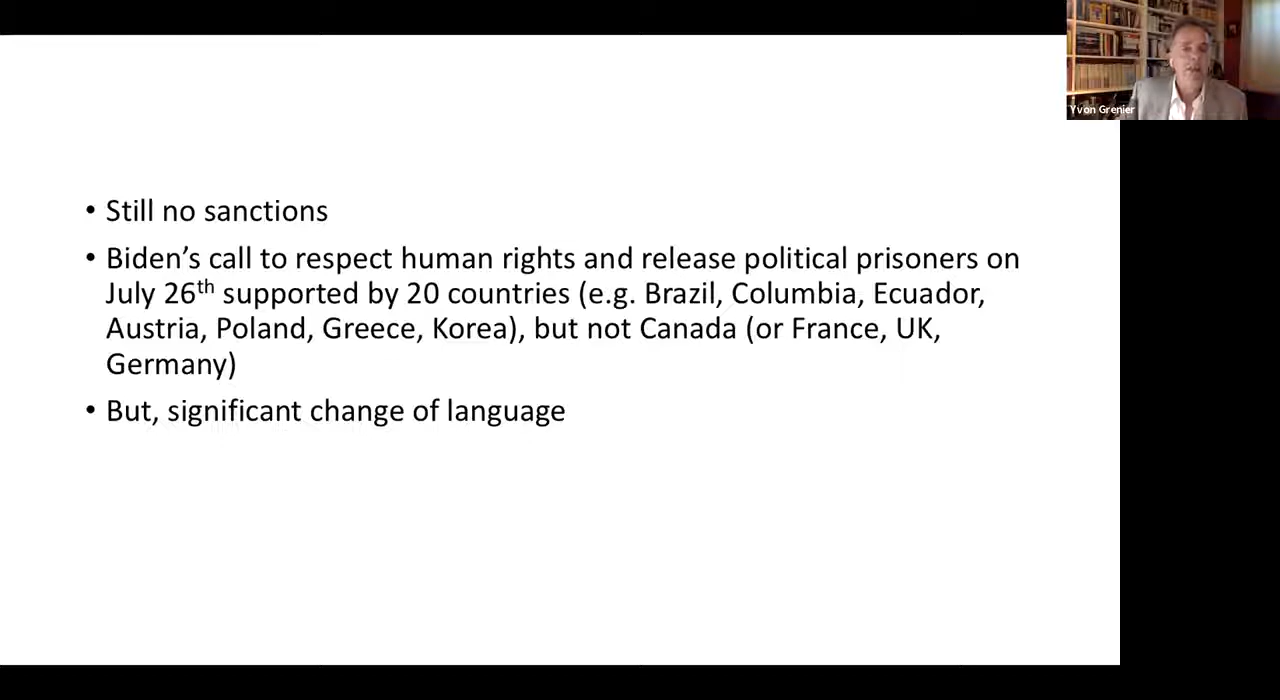 Yvon Grenier
• Still no sanctions
• Biden’s call to respect human rights and release political prisoners on
July 26th supported by 20 countries (e.g. Brazil, Columbia, Ecuador,
Austria, Poland, Greece, Korea), but not Canada (or France, UK,
Germany)
• But, significant change of language